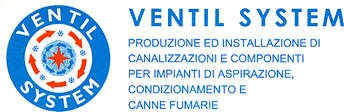 VENTIL SYSTEM
VENTIL SYSTEM
PRODUZIONE ED INSTALLAZIONE DI
CANALIZZAZIONI E COMPONENTI
PER IMPIANTI DI ASPIRAZIONE,
CONDIZIONAMENTO E
CANNE FUMARIE